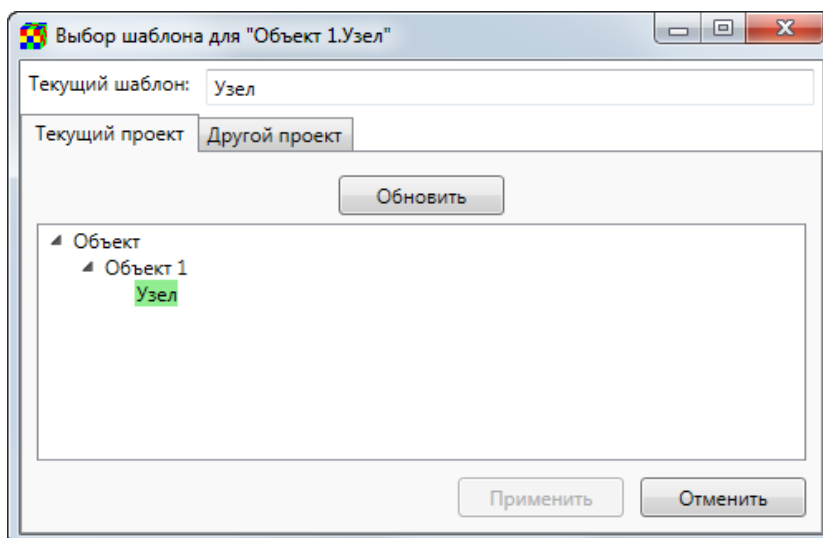 Выбор шаблона для "Объект 1.Узел"
Текущий шаблон: Узел
Текущий проект Другой проект
Обновить
Объект
Объект 1
Узел
Применить Отменить